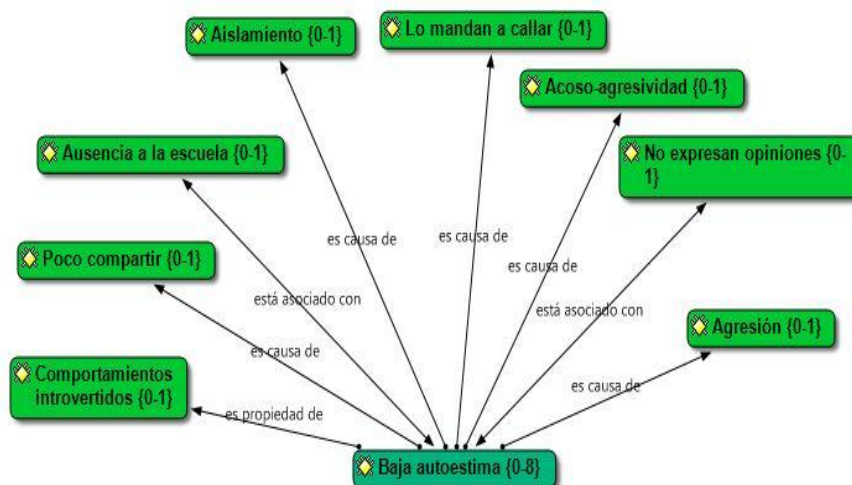 Aislamiento {0-1}
Lo mandan a callar {0-1}
Acoso-agresividad {0-1}
Ausencia a la escuela {0-1}
No expresan opiniones {0-
1}
es causa de
es causa de
Poco compartir {0-1}
es causa de
está asociado con
está asociado con
Agresión {0-1}
es causa de
Comportamientos
introvertidos {0-1}
es causa de
es propiedad de
Baja autoestima {0-8}